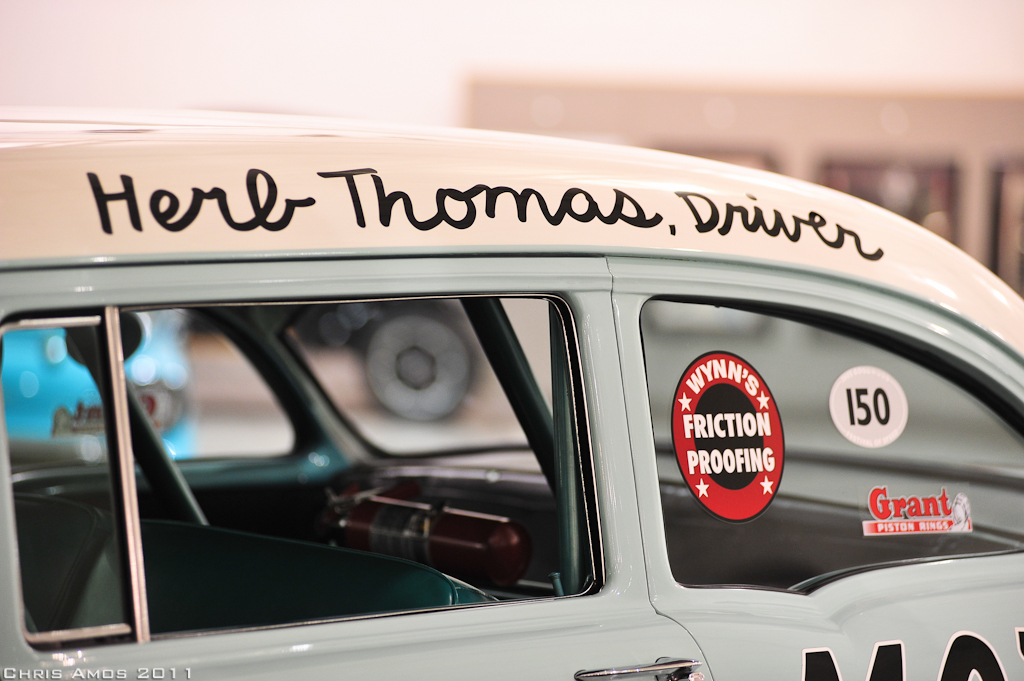 Herb Thomas, Driver
WYNN'S
FRICTION
PROOFING
150
Grant
PISTON RINGS
CHRIS AMOS 2011